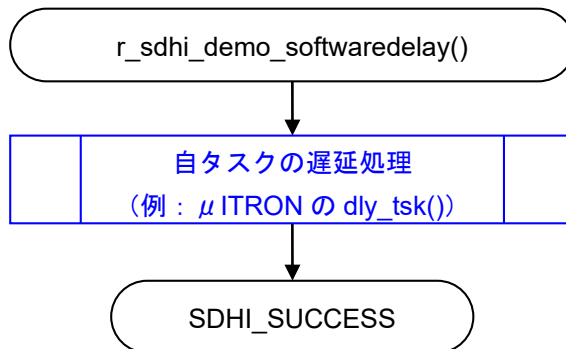 r_sdhi_demo_softwaredelay()
自タスクの遅延処理
（例：μITRON の dly_tsk()）
SDHI_SUCCESS